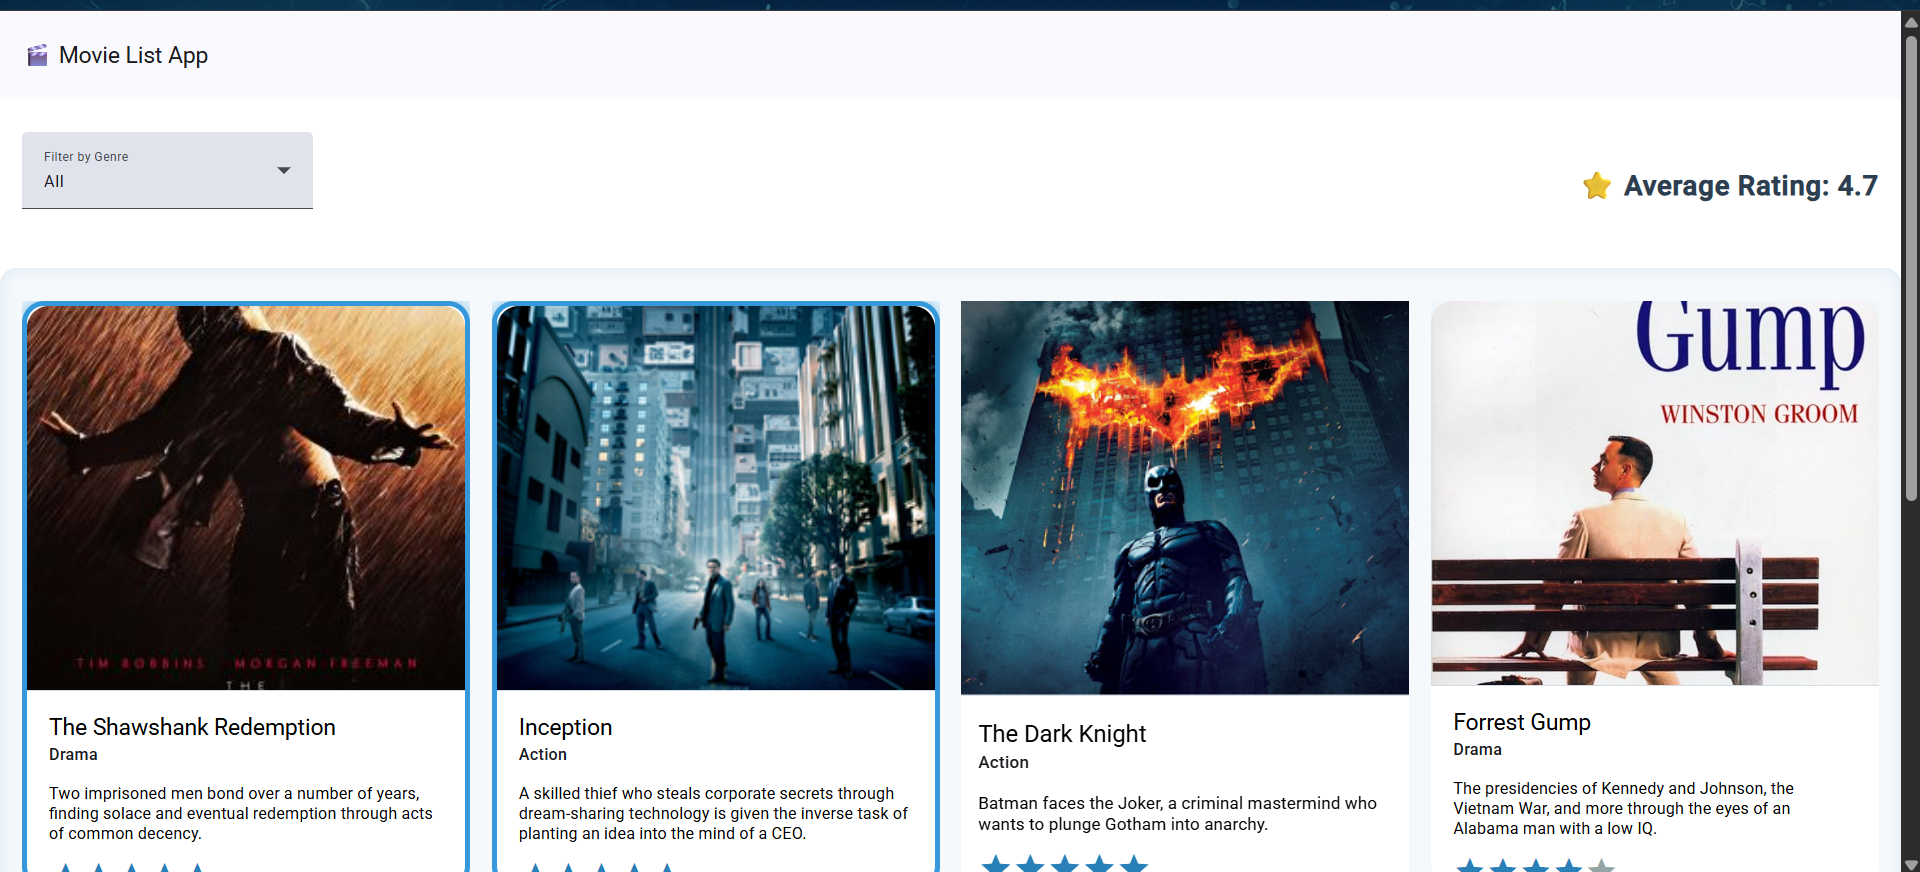 Movie List App
Filter by Genre
All
Average Rating: 4.7
TIM ROBBINS MORGAN FREEMAN
THE
Gump
WINSTON GROOM
The Shawshank Redemption
Drama
Two imprisoned men bond over a number of years,
finding solace and eventual redemption through acts
of common decency.
Inception
Action
A skilled thief who steals corporate secrets through
dream-sharing technology is given the inverse task of
planting an idea into the mind of a CEO.
The Dark Knight
Action
Batman faces the Joker, a criminal mastermind who
wants to plunge Gotham into anarchy.
Forrest Gump
Drama
The presidencies of Kennedy and Johnson, the
Vietnam War, and more through the eyes of an
Alabama man with a low IQ.